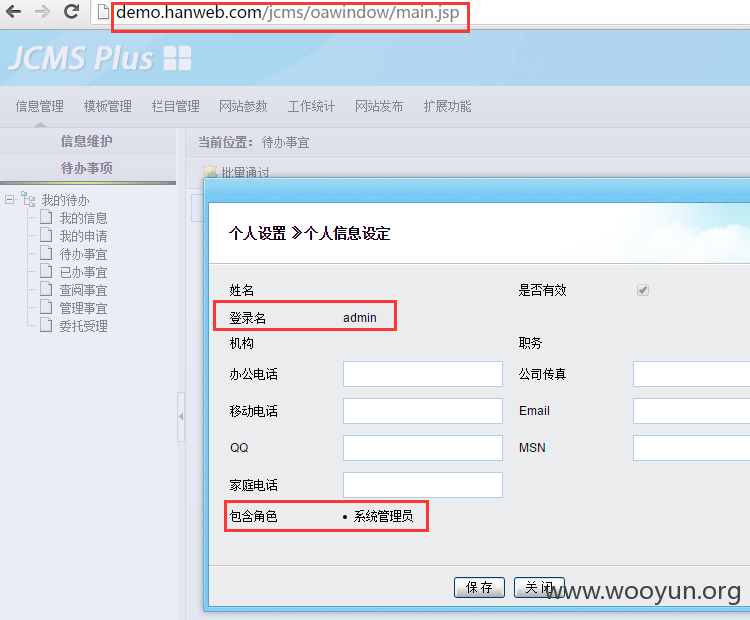 demo.hanweb.com/jcms/oawindow/main.jsp
JCMS Plus
信息管理 模板管理 栏目管理 网站参数 工作统计 网站发布 扩展功能
信息维护
当前位置： 待办事宜
待办事项
批量通过
我的待办
我的信息
我的申请
待办事宜
已办事宜
查阅事宜
管理事宜
委托受理
个人设置 》个人信息设定
姓名 是否有效
登录名 admin
机构 职务
办公电话 公司传真
移动电话 Email
QQ MSN
家庭电话
包含角色 • 系统管理员
保存 关闭
www.wooyun.org